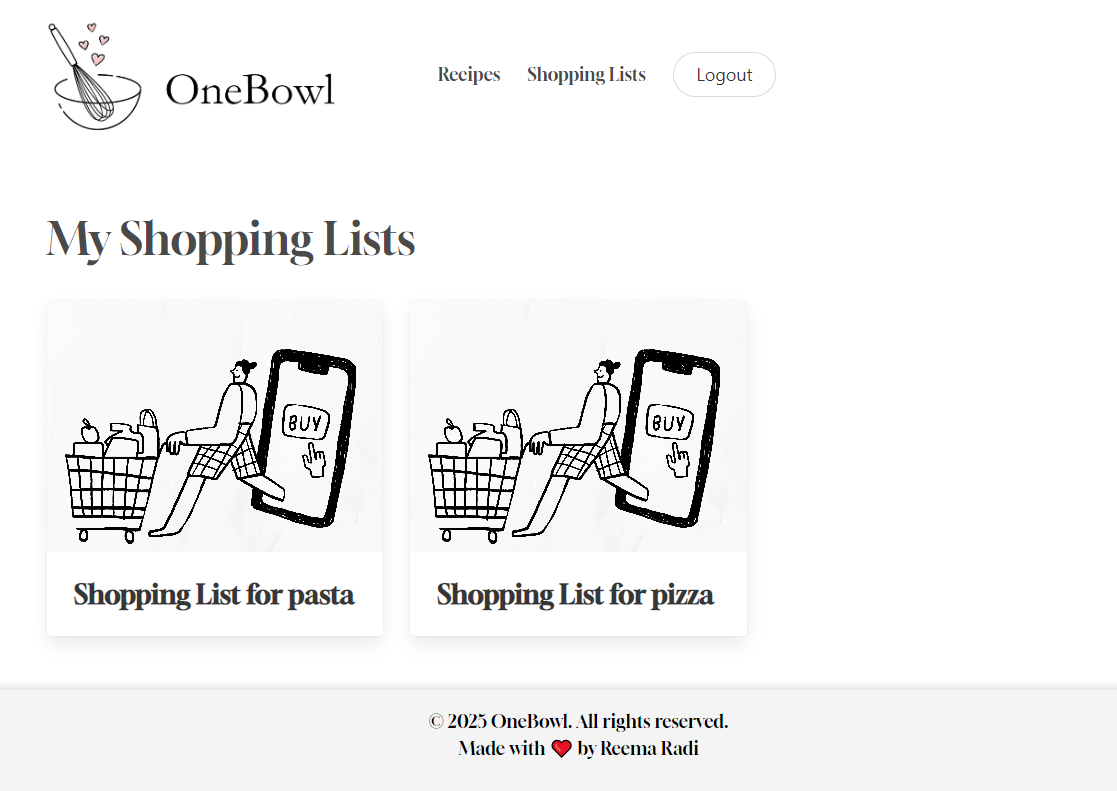 OneBowl
Recipes Shopping Lists Logout
My Shopping Lists
BUY BUY
Shopping List for pasta Shopping List for pizza
© 2025 OneBowl. All rights reserved.
Made with ❤️ by Reema Radi